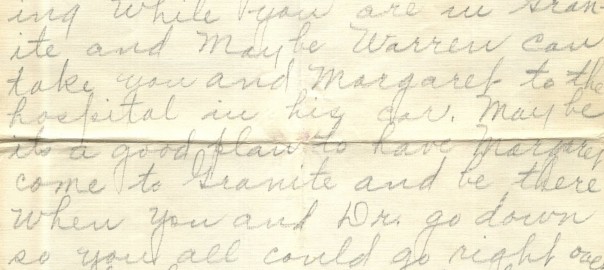 ing while you are in Gran-
ite and Maybe Warren can
take you and Margaret to the
hospital in his car. Maybe
its a good plan to have Margaret
come to Granite and be there
when you and Dr. go down
so you all could go right over